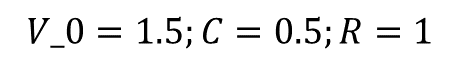 V_0 = 1.5; C = 0.5; R = 1